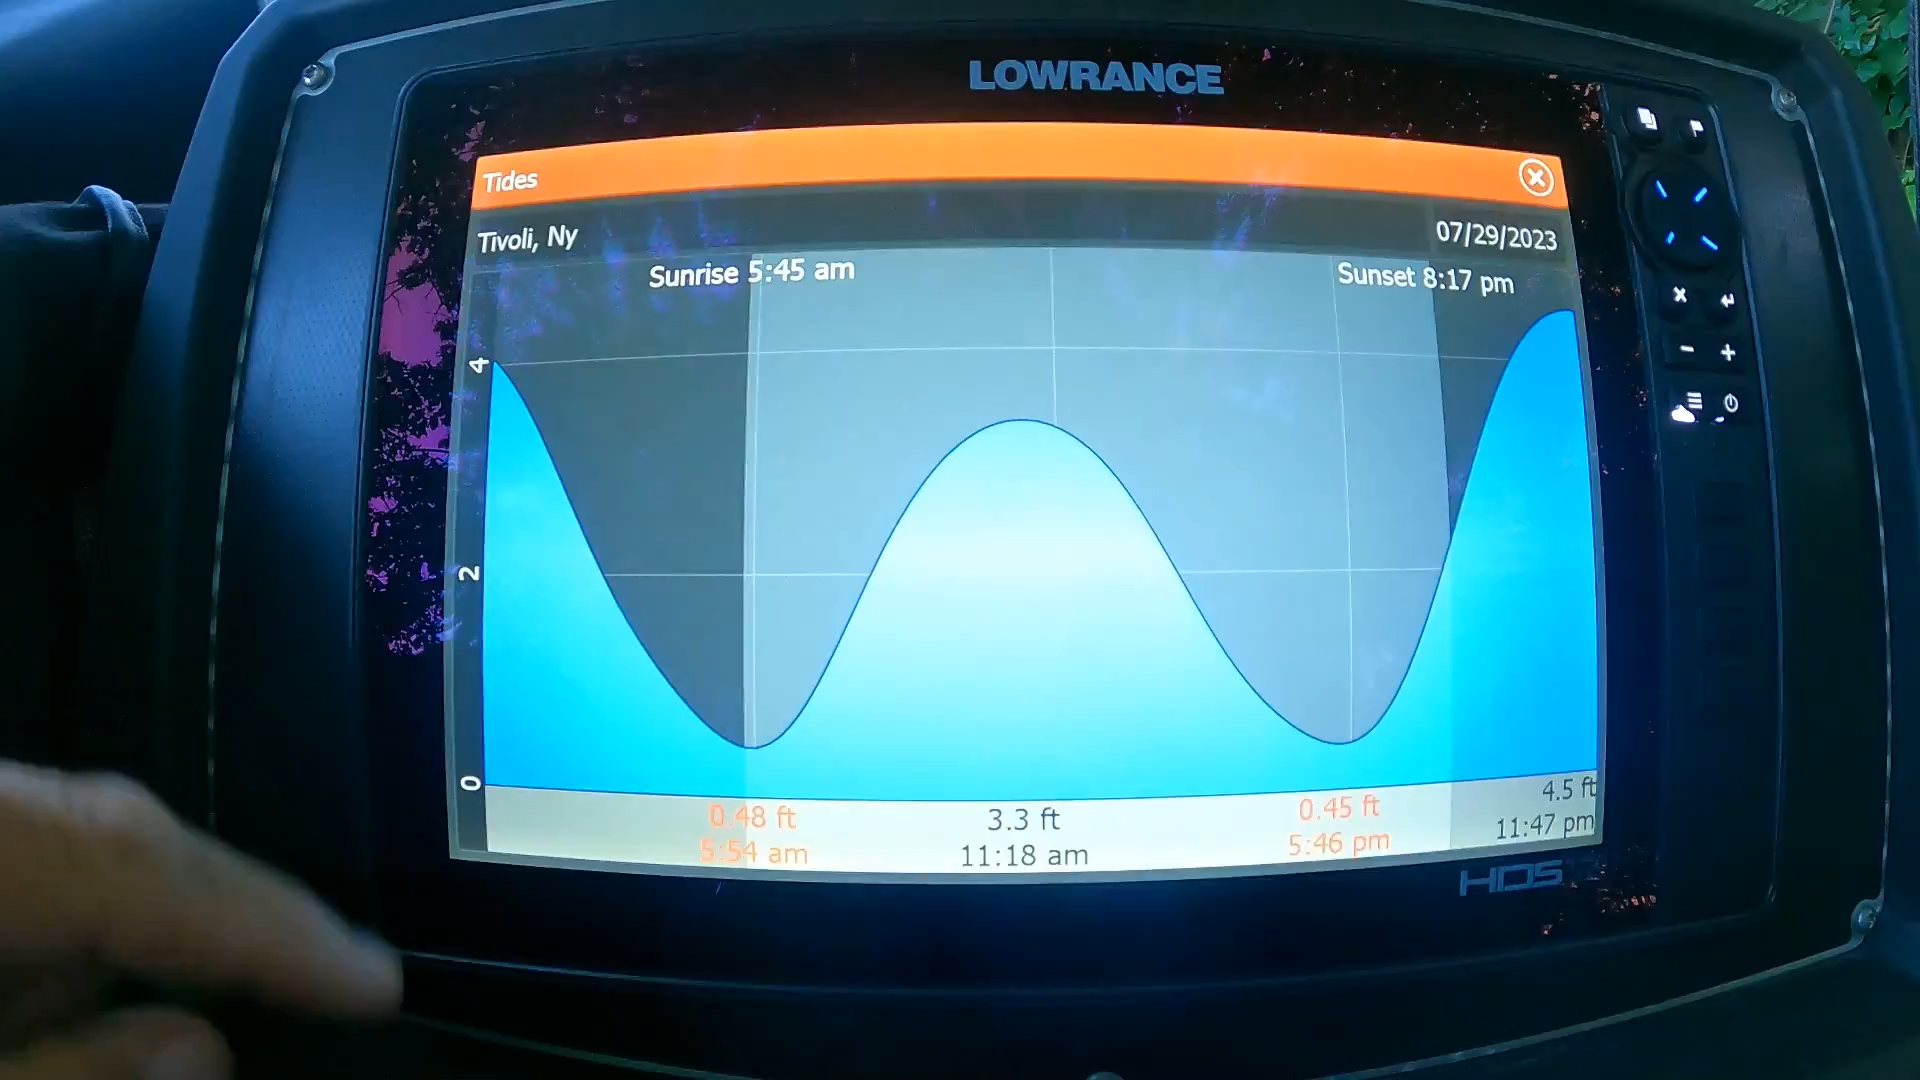 LOWRANCE
Tides
Tivoli, Ny
07/29/2023
Sunrise 5:45 am
Sunset 8:17 pm
4
2
0
0.48 ft
5:54 am
3.3 ft
11:18 am
0.45 ft
5:46 pm
4.5 ft
11:47 pm
HDS